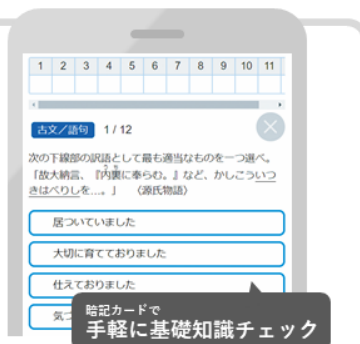 1 2 3 4 5 6 7 8 9 10 11
古文/語句 1 / 12
次の下線部の訳語として最も適当なものを一つ選べ。
「故大納言、『内裏に奉らむ。』など、かしこういつ
きはべりしを…。」 〈源氏物語〉
居ついていました
大切に育てておりました
仕えておりました
気づ
暗記カードで
手軽に基礎知識チェック